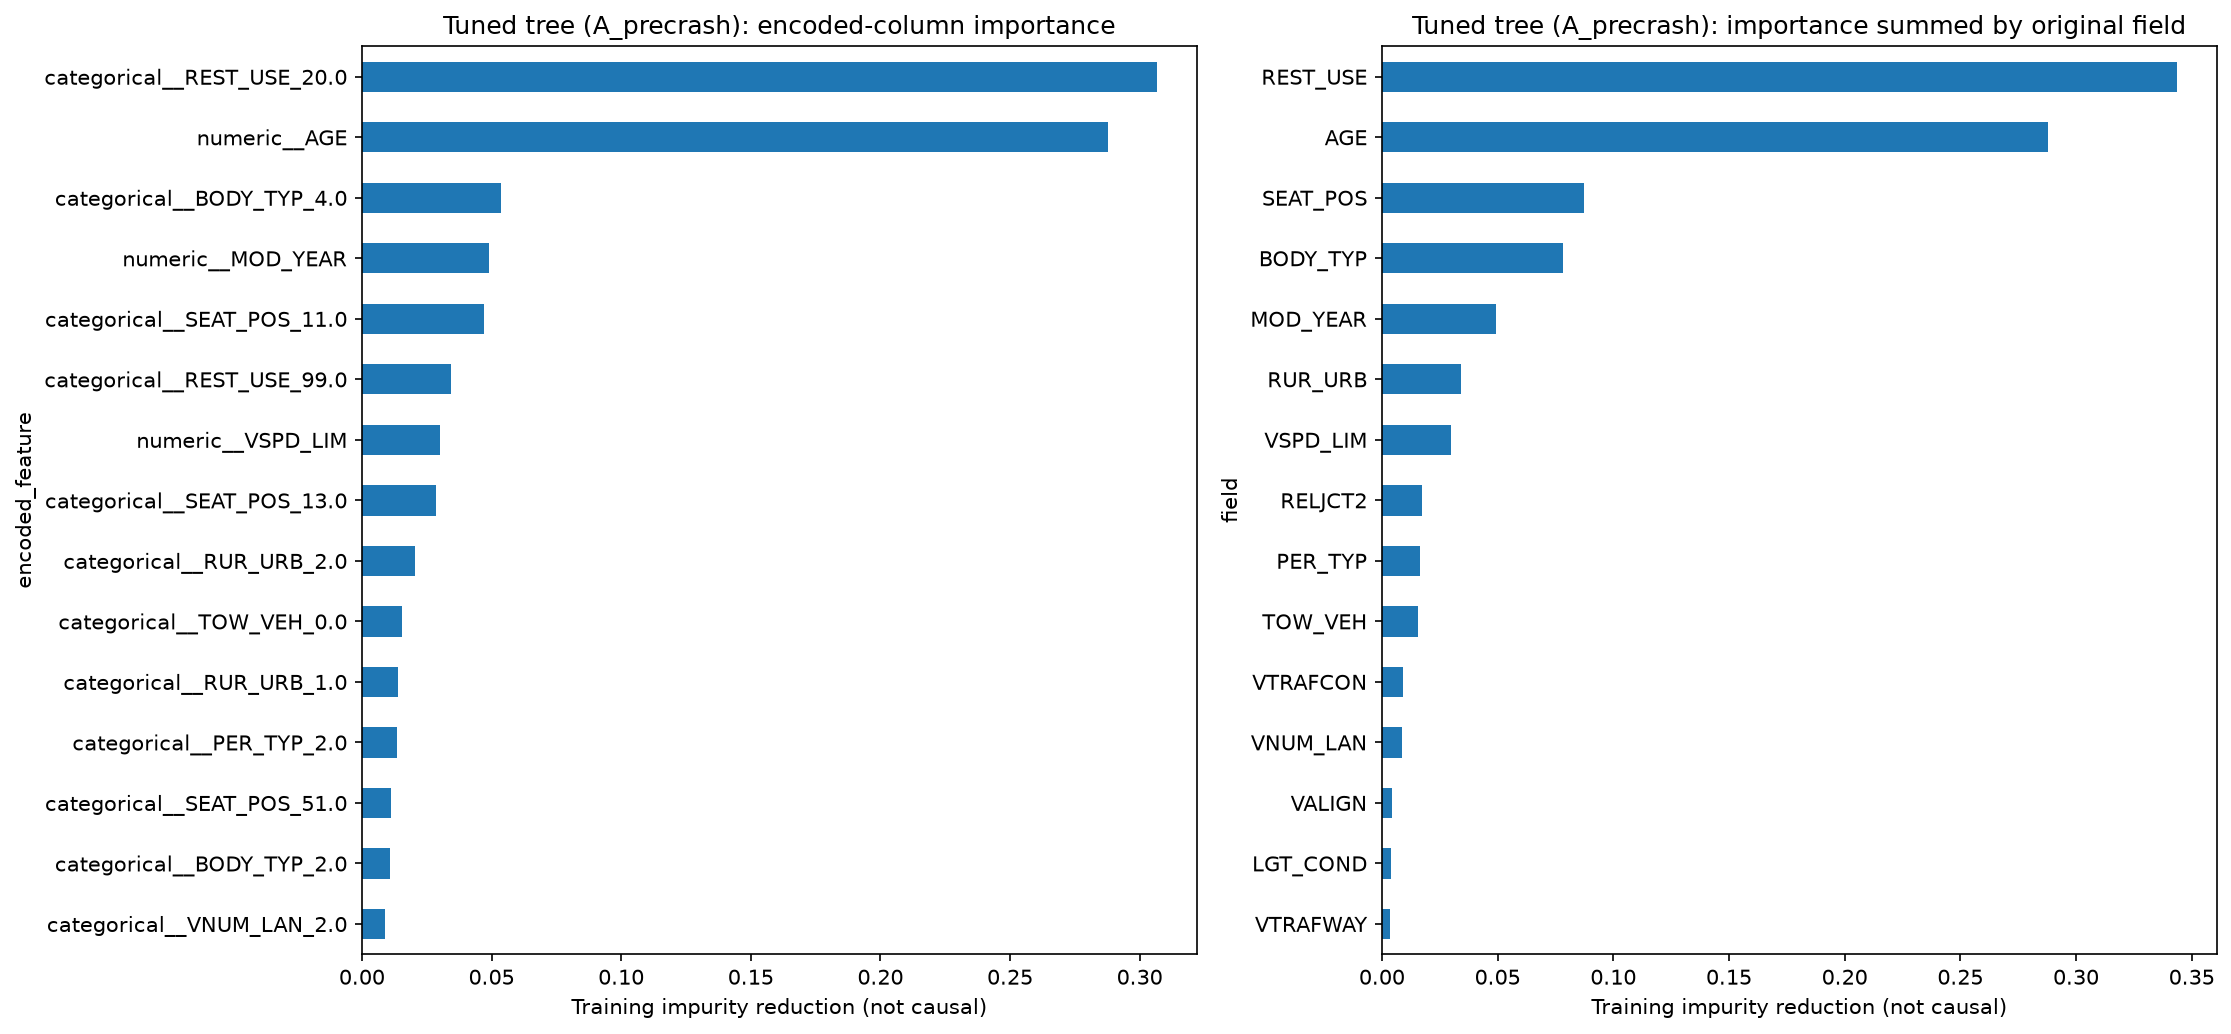 Tuned tree (A_precrash): encoded-column importance
encoded_feature
categorical__REST_USE_20.0
numeric__AGE
categorical__BODY_TYP_4.0
numeric__MOD_YEAR
categorical__SEAT_POS_11.0
categorical__REST_USE_99.0
numeric__VSPD_LIM
categorical__SEAT_POS_13.0
categorical__RUR_URB_2.0
categorical__TOW_VEH_0.0
categorical__RUR_URB_1.0
categorical__PER_TYP_2.0
categorical__SEAT_POS_51.0
categorical__BODY_TYP_2.0
categorical__VNUM_LAN_2.0
0.00 0.05 0.10 0.15 0.20 0.25 0.30
Training impurity reduction (not causal)
Tuned tree (A_precrash): importance summed by original field
field
REST_USE
AGE
SEAT_POS
BODY_TYP
MOD_YEAR
RUR_URB
VSPD_LIM
RELJCT2
PER_TYP
TOW_VEH
VTRAFCON
VNUM_LAN
VALIGN
LGT_COND
VTRAFWAY
0.00 0.05 0.10 0.15 0.20 0.25 0.30 0.35
Training impurity reduction (not causal)